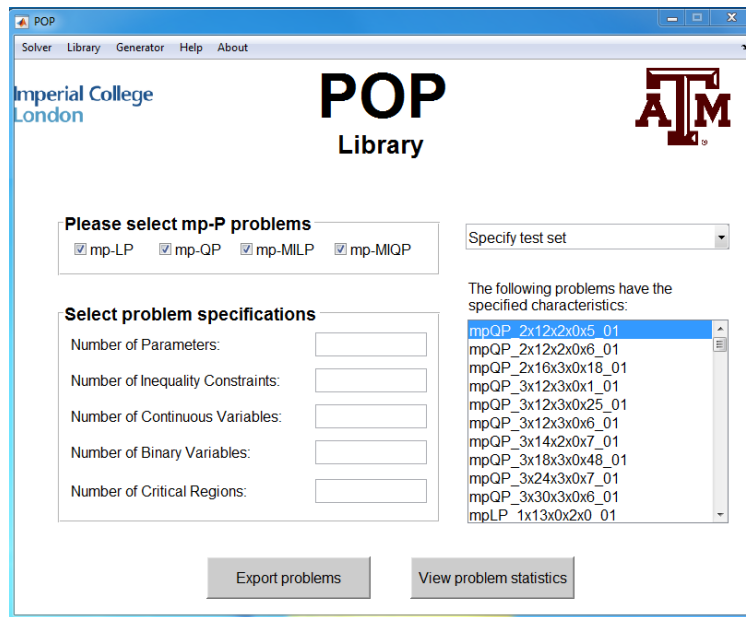 POP
Solver Library Generator Help About
Imperial College
London
POP
Library
ATM
®
Please select mp-P problems
mp-LP mp-QP mp-MILP mp-MIQP
Specify test set
The following problems have the
specified characteristics:
Select problem specifications
Number of Parameters:
Number of Inequality Constraints:
Number of Continuous Variables:
Number of Binary Variables:
Number of Critical Regions:
mpQP_2x12x2x0x5_01
mpQP_2x12x2x0x6_01
mpQP_2x16x3x0x18_01
mpQP_3x12x3x0x1_01
mpQP_3x12x3x0x25_01
mpQP_3x12x3x0x6_01
mpQP_3x14x2x0x7_01
mpQP_3x18x3x0x48_01
mpQP_3x24x3x0x7_01
mpQP_3x30x3x0x6_01
mpLP_1x13x0x2x0_01
Export problems
View problem statistics